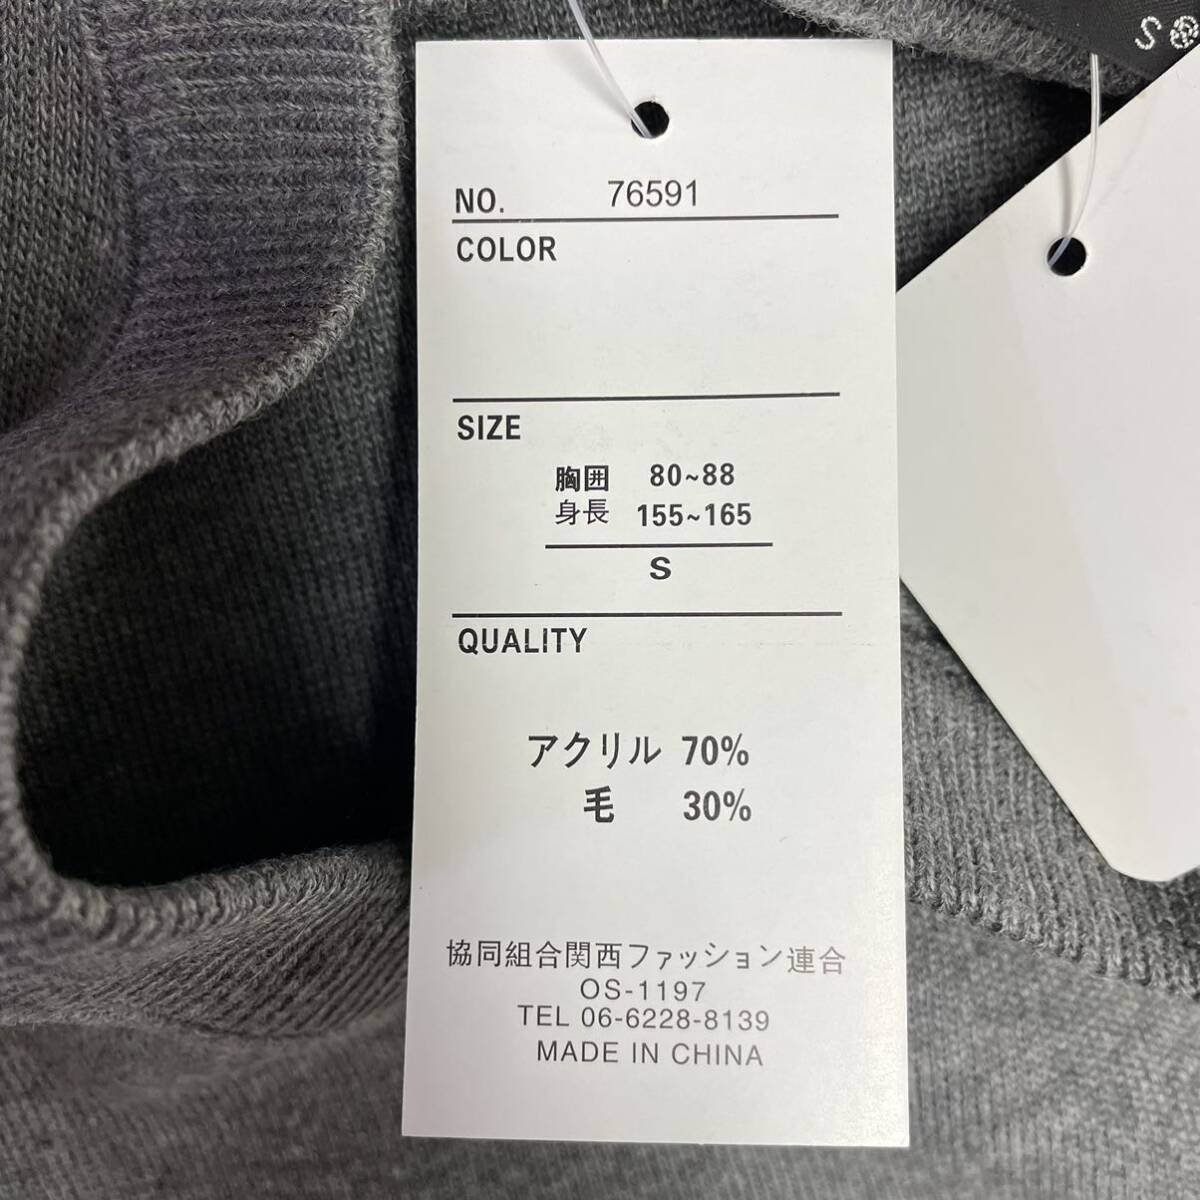 NO. 76591
COLOR
SIZE
胸囲 80~88
身長 155~165
S
QUALITY
アクリル 70%
毛 30%
協同組合関西ファッション連合
OS-1197
TEL 06-6228-8139
MADE IN CHINA
S